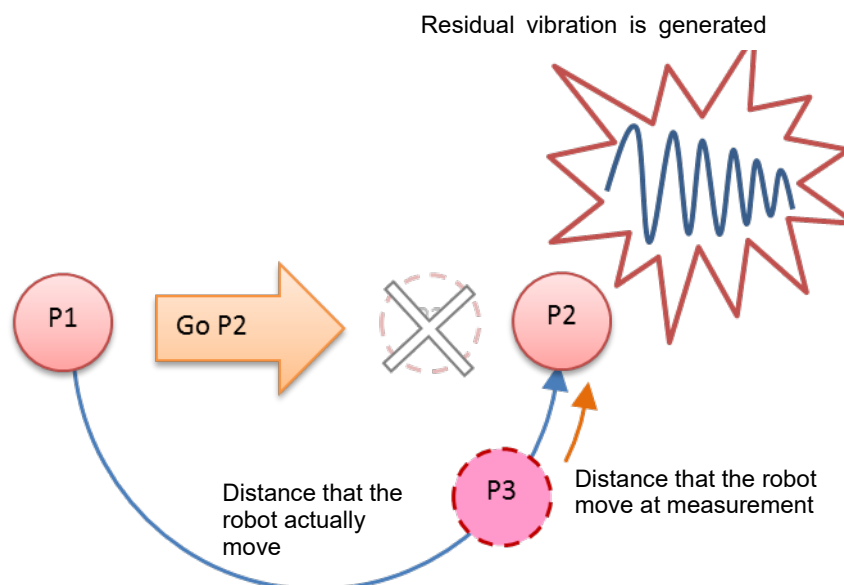 Residual vibration is generated
P1
Go P2
P2
P3
Distance that the
robot actually
move
Distance that the robot
move at measurement